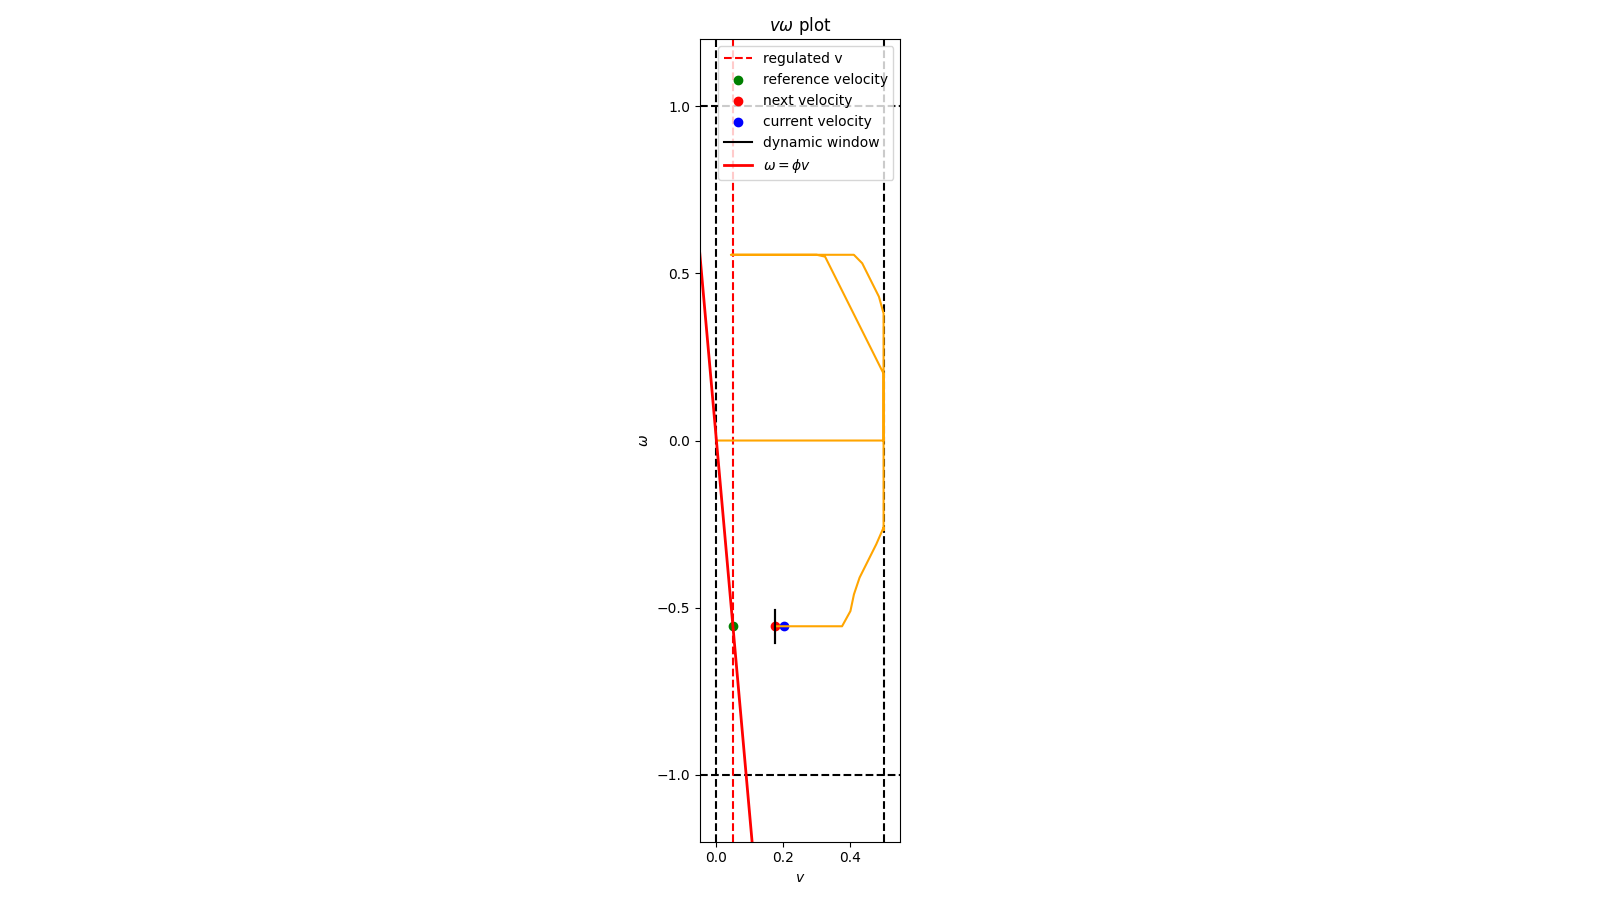 vω plot
regulated v
reference velocity
next velocity
current velocity
dynamic window
ω = ϕv
1.0
0.5
0.0
−0.5
−1.0
ω
0.0 0.2 0.4
v